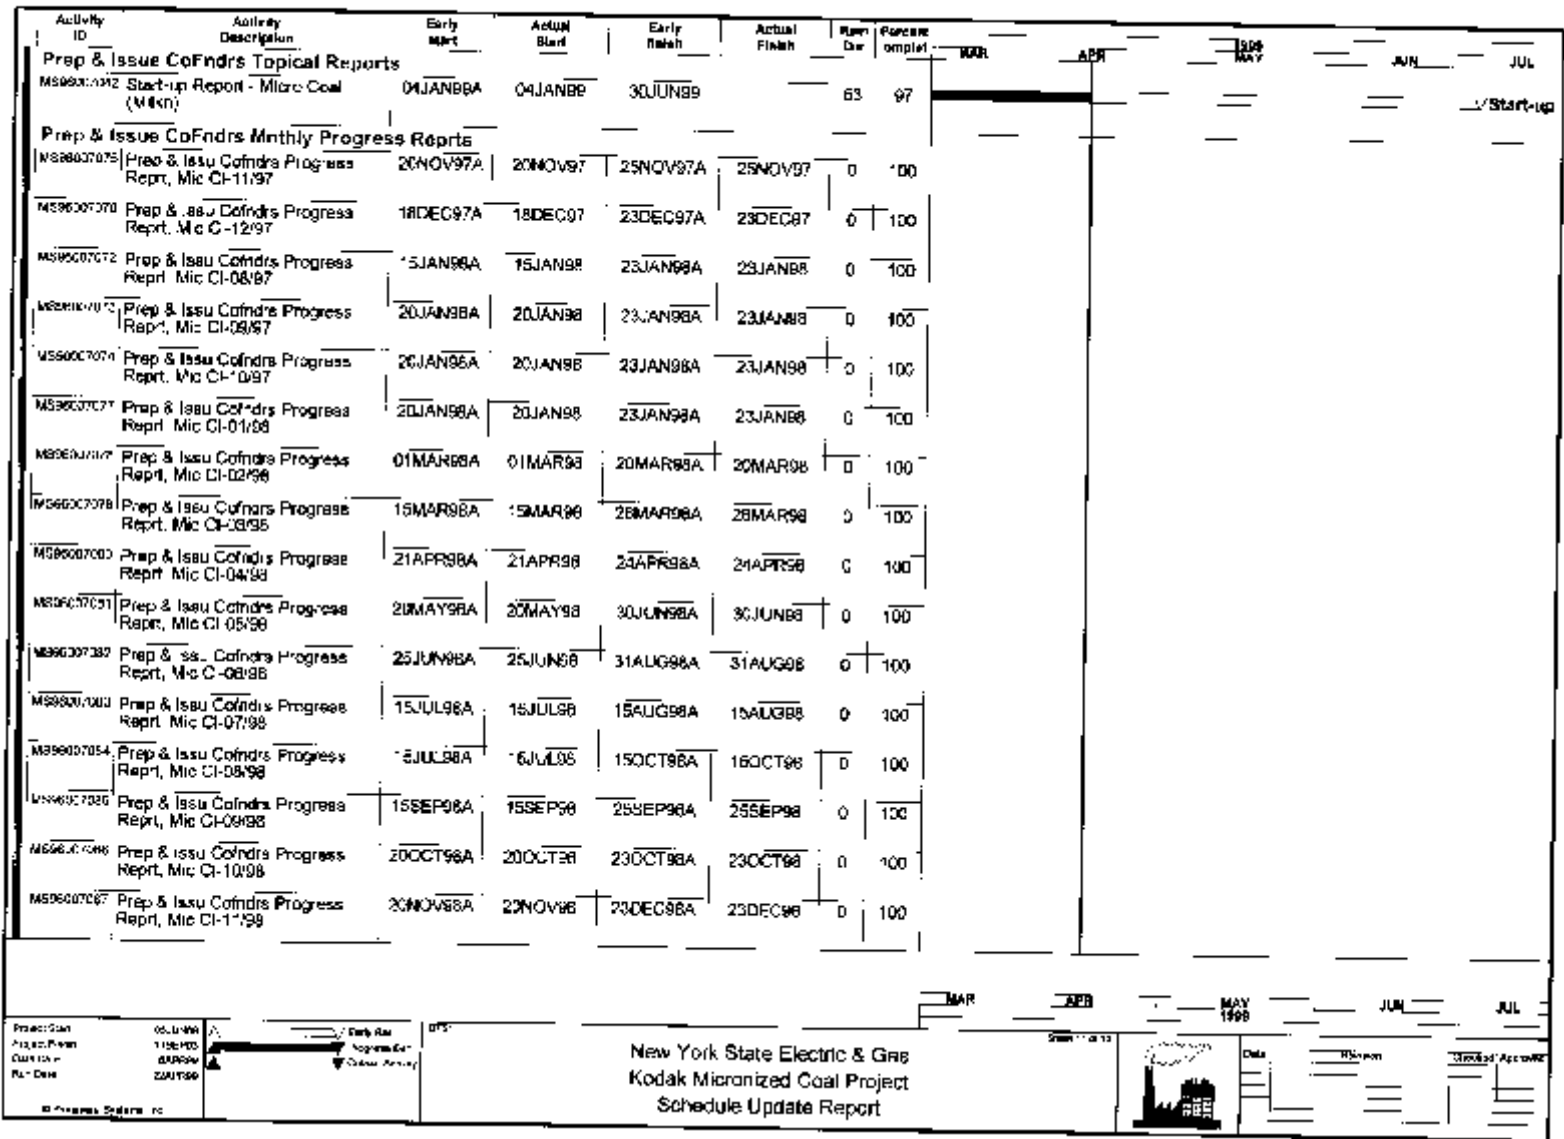 Activity ID Activity Description Early Start Actual Start Early Finish Actual Finish Percent MAR APR 1999 MAY JUN JUL
Prep & Issue CoFndrs Topical Reports
Start-up Report - Micro Coal 04JAN99A 04JAN99 30JUN99 63 97 Start-up
(Milkn)
Prep & Issue CoFndrs Mnthly Progress Reprts
MS96007075 Prep & Issu Cofndrs Progress 20NOV97A 20NOV97 25NOV97A 25NOV97 0 100
Reprt, Mic Cl-11/97
Prep & Issu Cofndrs Progress 18DEC97A 18DEC97 23DEC97A 23DEC97 0 100
Reprt, Mic Cl-12/97
MS96007072 Prep & Issu Cofndrs Progress 15JAN98A 15JAN98 23JAN98A 23JAN98 0 100
Reprt, Mic Cl-08/97
Prep & Issu Cofndrs Progress 20JAN98A 20JAN98 23JAN98A 23JAN98 0 100
Reprt, Mic Cl-09/97
MS96007074 Prep & Issu Cofndrs Progress 20JAN98A 20JAN98 23JAN98A 23JAN98 0 100
Reprt, Mic Cl-10/97
Prep & Issu Cofndrs Progress 20JAN98A 20JAN98 23JAN98A 23JAN98 0 100
Reprt, Mic Cl-01/98
Prep & Issu Cofndrs Progress 01MAR98A 01MAR98 20MAR98A 20MAR98 0 100
Reprt, Mic Cl-02/98
Prep & Issu Cofndrs Progress 15MAR98A 15MAR98 28MAR98A 28MAR98 0 100
Reprt, Mic Cl-03/98
Prep & Issu Cofndrs Progress 21APR98A 21APR98 24APR98A 24APR98 0 100
Reprt, Mic Cl-04/98
Prep & Issu Cofndrs Progress 20MAY98A 20MAY98 30JUN98A 30JUN98 0 100
Reprt, Mic Cl-05/98
Prep & Issu Cofndrs Progress 25JUN98A 25JUN98 31AUG98A 31AUG98 0 100
Reprt, Mic Cl-06/98
Prep & Issu Cofndrs Progress 15JUL98A 15JUL98 15AUG98A 15AUG98 0 100
Reprt, Mic Cl-07/98
Prep & Issu Cofndrs Progress 15JUL98A 15JUL98 15OCT98A 0 100
Reprt, Mic Cl-08/98
Prep & Issu Cofndrs Progress 15SEP98A 15SEP98 25SEP98A 25SEP98 0 100
Reprt, Mic Cl-09/98
Prep & Issu Cofndrs Progress 20OCT98A 20OCT98 23OCT98A 23OCT98 0 100
Reprt, Mic Cl-10/98
MS96007087 Prep & Issu Cofndrs Progress 20NOV98A 20NOV98 23DEC98A 23DEC98 0 100
Reprt, Mic Cl-11/98
MAR APR MAY JUN JUL
1999
Project Start
Project Finish
Data Date
Run Date
Early Bar
Progress Bar
Critical Activity
New York State Electric & Gas
Kodak Micronized Coal Project
Schedule Update Report
Date Revision Checked Approved